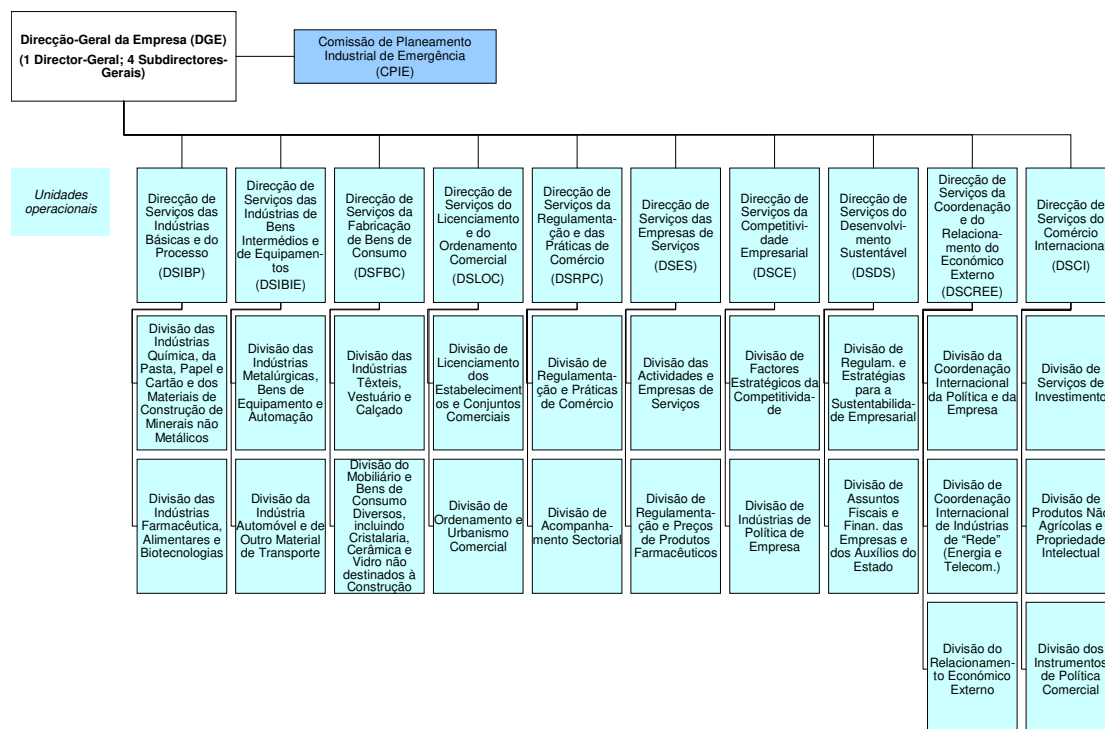 Direcção-Geral da Empresa (DGE)
(1 Director-Geral; 4 Subdirectores-
Gerais)
Comissão de Planeamento
Industrial de Emergência
(CPIE)
Unidades
operacionais
Direcção de
Serviços das
Indústrias
Básicas e do
Processo
(DSIBP)
Direcção de
Serviços das
Indústrias de
Bens
Intermédios e
de Equipamen-
tos
(DSIBIE)
Direcção de
Serviços da
Fabricação de
Bens de
Consumo
(DSFBC)
Direcção de
Serviços do
Licenciamento
e do
Ordenamento
Comercial
(DSLOC)
Direcção de
Serviços da
Regulamenta-
ção e das
Práticas de
Comércio
(DSRPC)
Direcção de
Serviços das
Empresas de
Serviços
(DSES)
Direcção de
Serviços da
Competitivi-
dade
Empresarial
(DSCE)
Direcção de
Serviços do
Desenvolvi-
mento
Sustentável
(DSDS)
Direcção de
Serviços da
Coordenação
e do
Relacionamen-
to Económico
Externo
(DSCREE)
Direcção de
Serviços do
Comércio
Internacional
(DSCI)
Divisão das
Indústrias
Química, da
Pasta, Papel e
Cartão e dos
Materiais de
Construção de
Minerais não
Metálicos
Divisão das
Indústrias
Metalúrgicas,
Bens de
Equipamento e
Automação
Divisão das
Indústrias
Têxteis,
Vestuário e
Calçado
Divisão de
Licenciamento
dos
Estabeleciment
os e Conjuntos
Comerciais
Divisão de
Regulamenta-
ção e Práticas
de Comércio
Divisão das
Actividades e
Empresas de
Serviços
Divisão de
Factores
Estratégicos da
Competitivida-
de
Divisão de
Regulam. e
Estratégias
para a
Sustentabilida-
de Empresarial
Divisão da
Coordenação
Internacional
da Política e da
Empresa
Divisão de
Serviços de
Investimento
Divisão das
Indústrias
Farmacêutica,
Alimentares e
Biotecnologias
Divisão da
Indústria
Automóvel e de
Outro Material
de Transporte
Divisão do
Mobiliário e
Bens de
Consumo
Diversos,
incluindo
Cristalaria,
Cerâmica e
Vidro não
destinados à
Construção
Divisão de
Ordenamento e
Urbanismo
Comercial
Divisão de
Acompanha-
mento Sectorial
Divisão de
Regulamenta-
ção e Preços
de Produtos
Farmacêuticos
Divisão de
Indústrias de
Política de
Empresa
Divisão de
Assuntos
Fiscais e
Finan. das
Empresas e
dos Auxílios do
Estado
Divisão de
Coordenação
Internacional
de Indústrias
de “Rede”
(Energia e
Telecom.)
Divisão de
Produtos Não
Agrícolas e
Propriedade
Intelectual
Divisão do
Relacionamen-
to Económico
Externo
Divisão dos
Instrumentos
de Política
Comercial